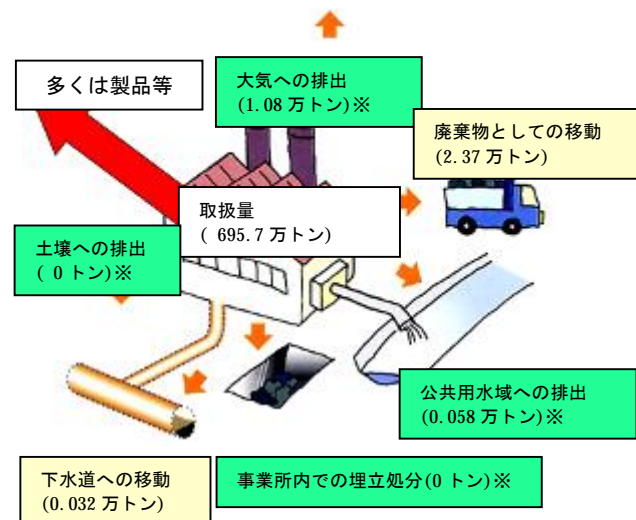 多くは製品等
大気への排出
(1.08 万トン)※
廃棄物としての移動
(2.37 万トン)
取扱量
( 695.7 万トン)
土壌への排出
( 0 トン)※
公共用水域への排出
(0.058 万トン)※
下水道への移動
(0.032 万トン)
事業所内での埋立処分(0 トン)※